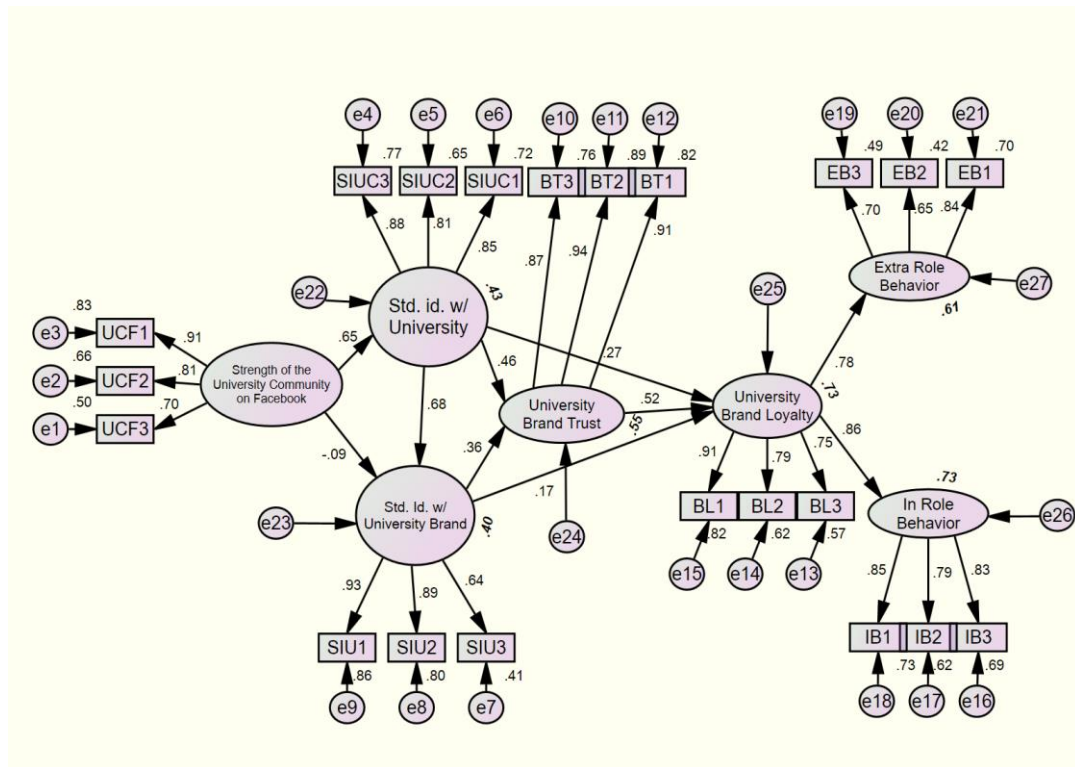 e4 e5 e6 e10 e11 e12
.77 .65 .72 .76 .89 .82
SIUC3 SIUC2 SIUC1 BT3 BT2 BT1
.88 .81 .85 .87 .94 .91
e19 e20 e21
.49 .42 .70
EB3 EB2 EB1
.70 .65 .84
Extra Role
Behavior
.61
e27
e22
Std. id. w/
University
.43
e25
.83
e3 UCF1 .91
.66
e2 UCF2 .81
.50
e1 UCF3 .70
Strength of the
University Community
on Facebook
.65
-.09
.68
.46
.36
.27
.52
.17
.78
.86
University
Brand Trust
.55
e24
University
Brand Loyalty
.73
.91 .79 .75
BL1 BL2 BL3
.82 .62 .57
e15 e14 e13
e23
Std. Id. w/
University Brand
.40
.93 .89 .64
SIU1 SIU2 SIU3
.86 .80 .41
e9 e8 e7
.73
In Role
Behavior
e26
.85 .79 .83
IB1 IB2 IB3
.73 .62 .69
e18 e17 e16